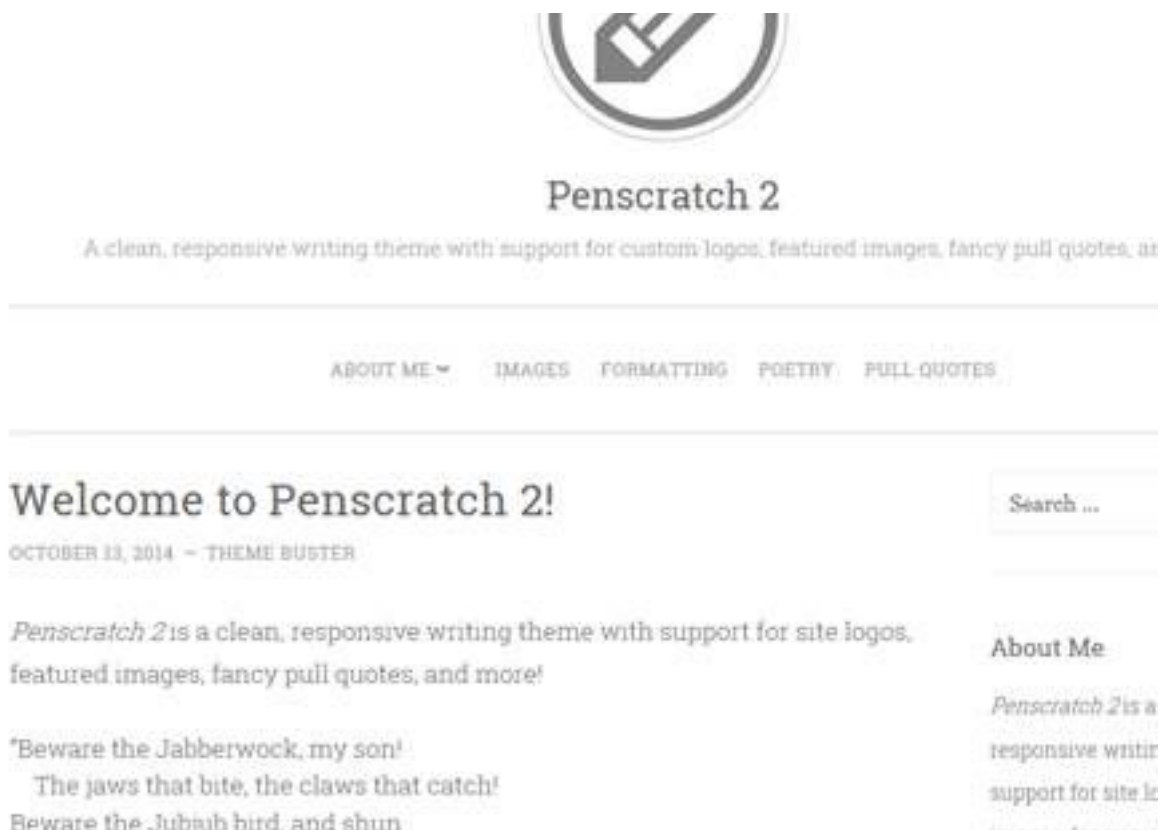 Penscratch 2
A clean, responsive writing theme with support for custom logos, featured images, fancy pull quotes,
ABOUT ME IMAGES FORMATTING POETRY PULL QUOTES
Welcome to Penscratch 2!
OCTOBER 13, 2014 ~ THEME BUSTER
Penscratch 2 is a clean, responsive writing theme with support for site logos,
featured images, fancy pull quotes, and more!
"Beware the Jabberwock, my son!
The jaws that bite, the claws that catch!
Beware the Jubjub bird, and shun
Search ...
About Me
Penscratch 2 is a
responsive
support for site